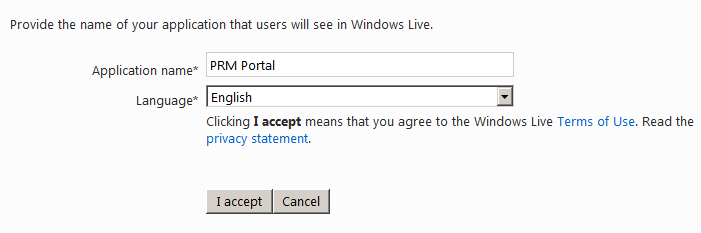 Provide the name of your application that users will see in Windows Live.
Application name* PRM Portal
Language* English
Clicking I accept means that you agree to the Windows Live Terms of Use. Read the
privacy statement.
I accept Cancel